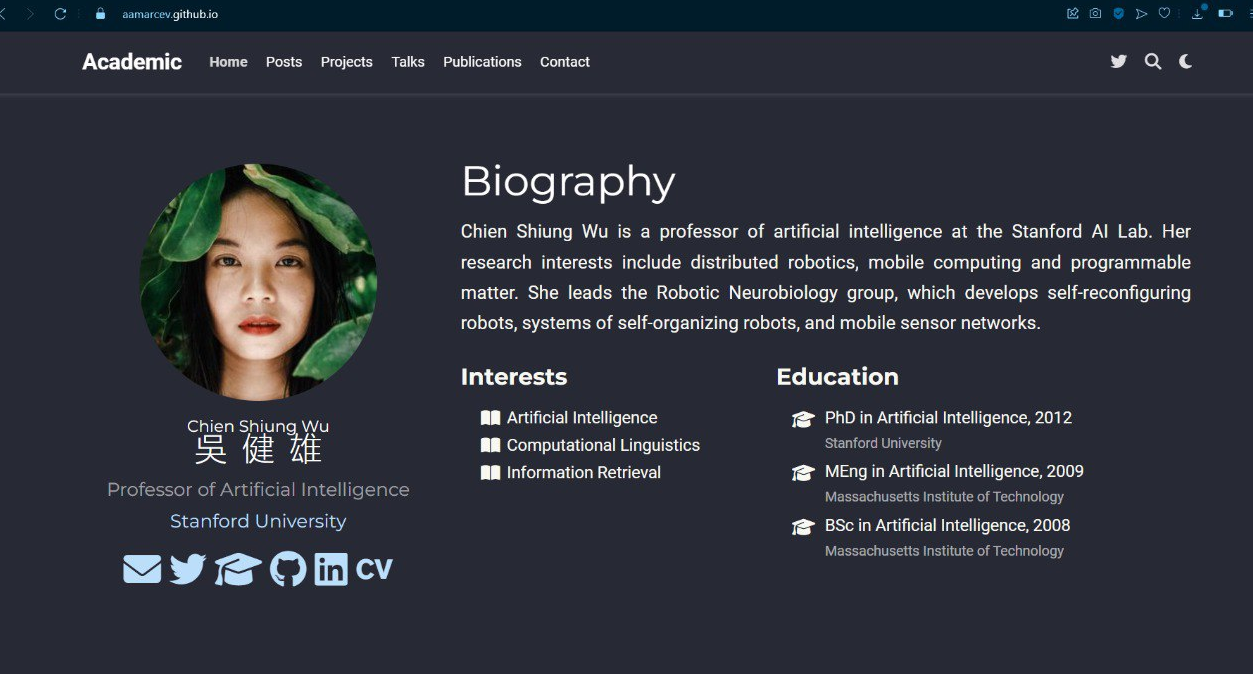 aamarcev.github.io
Academic Home Posts Projects Talks Publications Contact
Chien Shiung Wu
吳健雄
Professor of Artificial Intelligence
Stanford University
CV
Biography
Chien Shiung Wu is a professor of artificial intelligence at the Stanford AI Lab. Her
research interests include distributed robotics, mobile computing and programmable
matter. She leads the Robotic Neurobiology group, which develops self-reconfiguring
robots, systems of self-organizing robots, and mobile sensor networks.
Interests
Artificial Intelligence
Computational Linguistics
Information Retrieval
Education
PhD in Artificial Intelligence, 2012
Stanford University
MEng in Artificial Intelligence, 2009
Massachusetts Institute of Technology
BSc in Artificial Intelligence, 2008
Massachusetts Institute of Technology